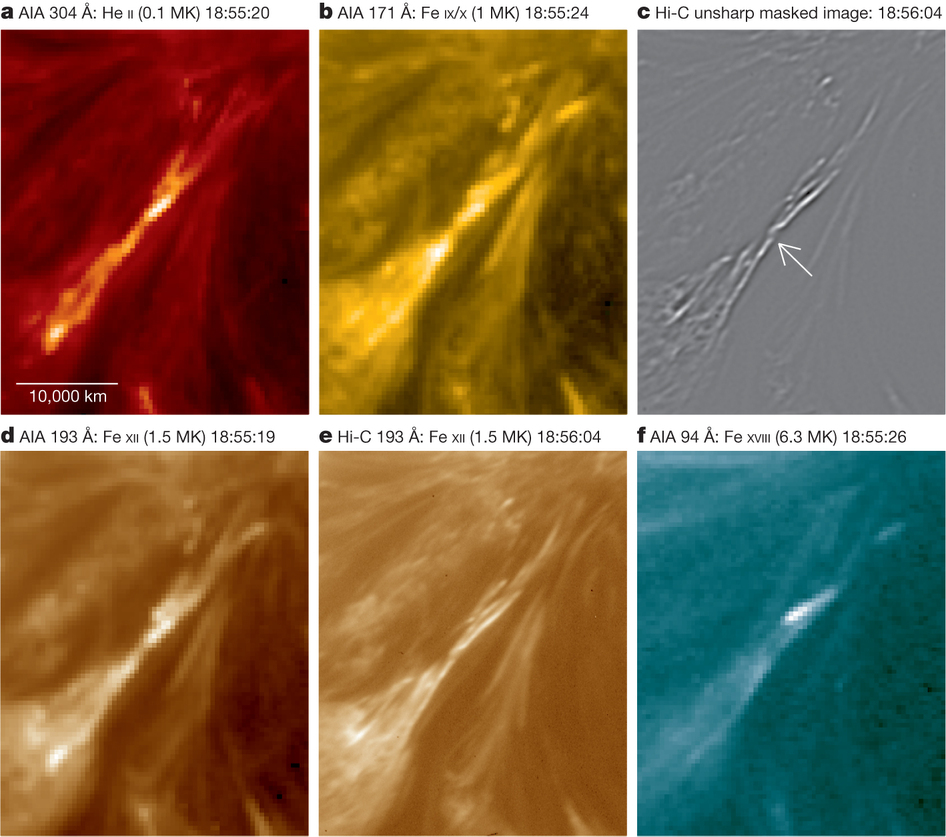 a AIA 304 Å: He II (0.1 MK) 18:55:20
b AIA 171 Å: Fe IX/X (1 MK) 18:55:24
c Hi-C unsharp masked image: 18:56:04
10,000 km
d AIA 193 Å: Fe XII (1.5 MK) 18:55:19
e Hi-C 193 Å: Fe XII (1.5 MK) 18:56:04
f AIA 94 Å: Fe XVIII (6.3 MK) 18:55:26